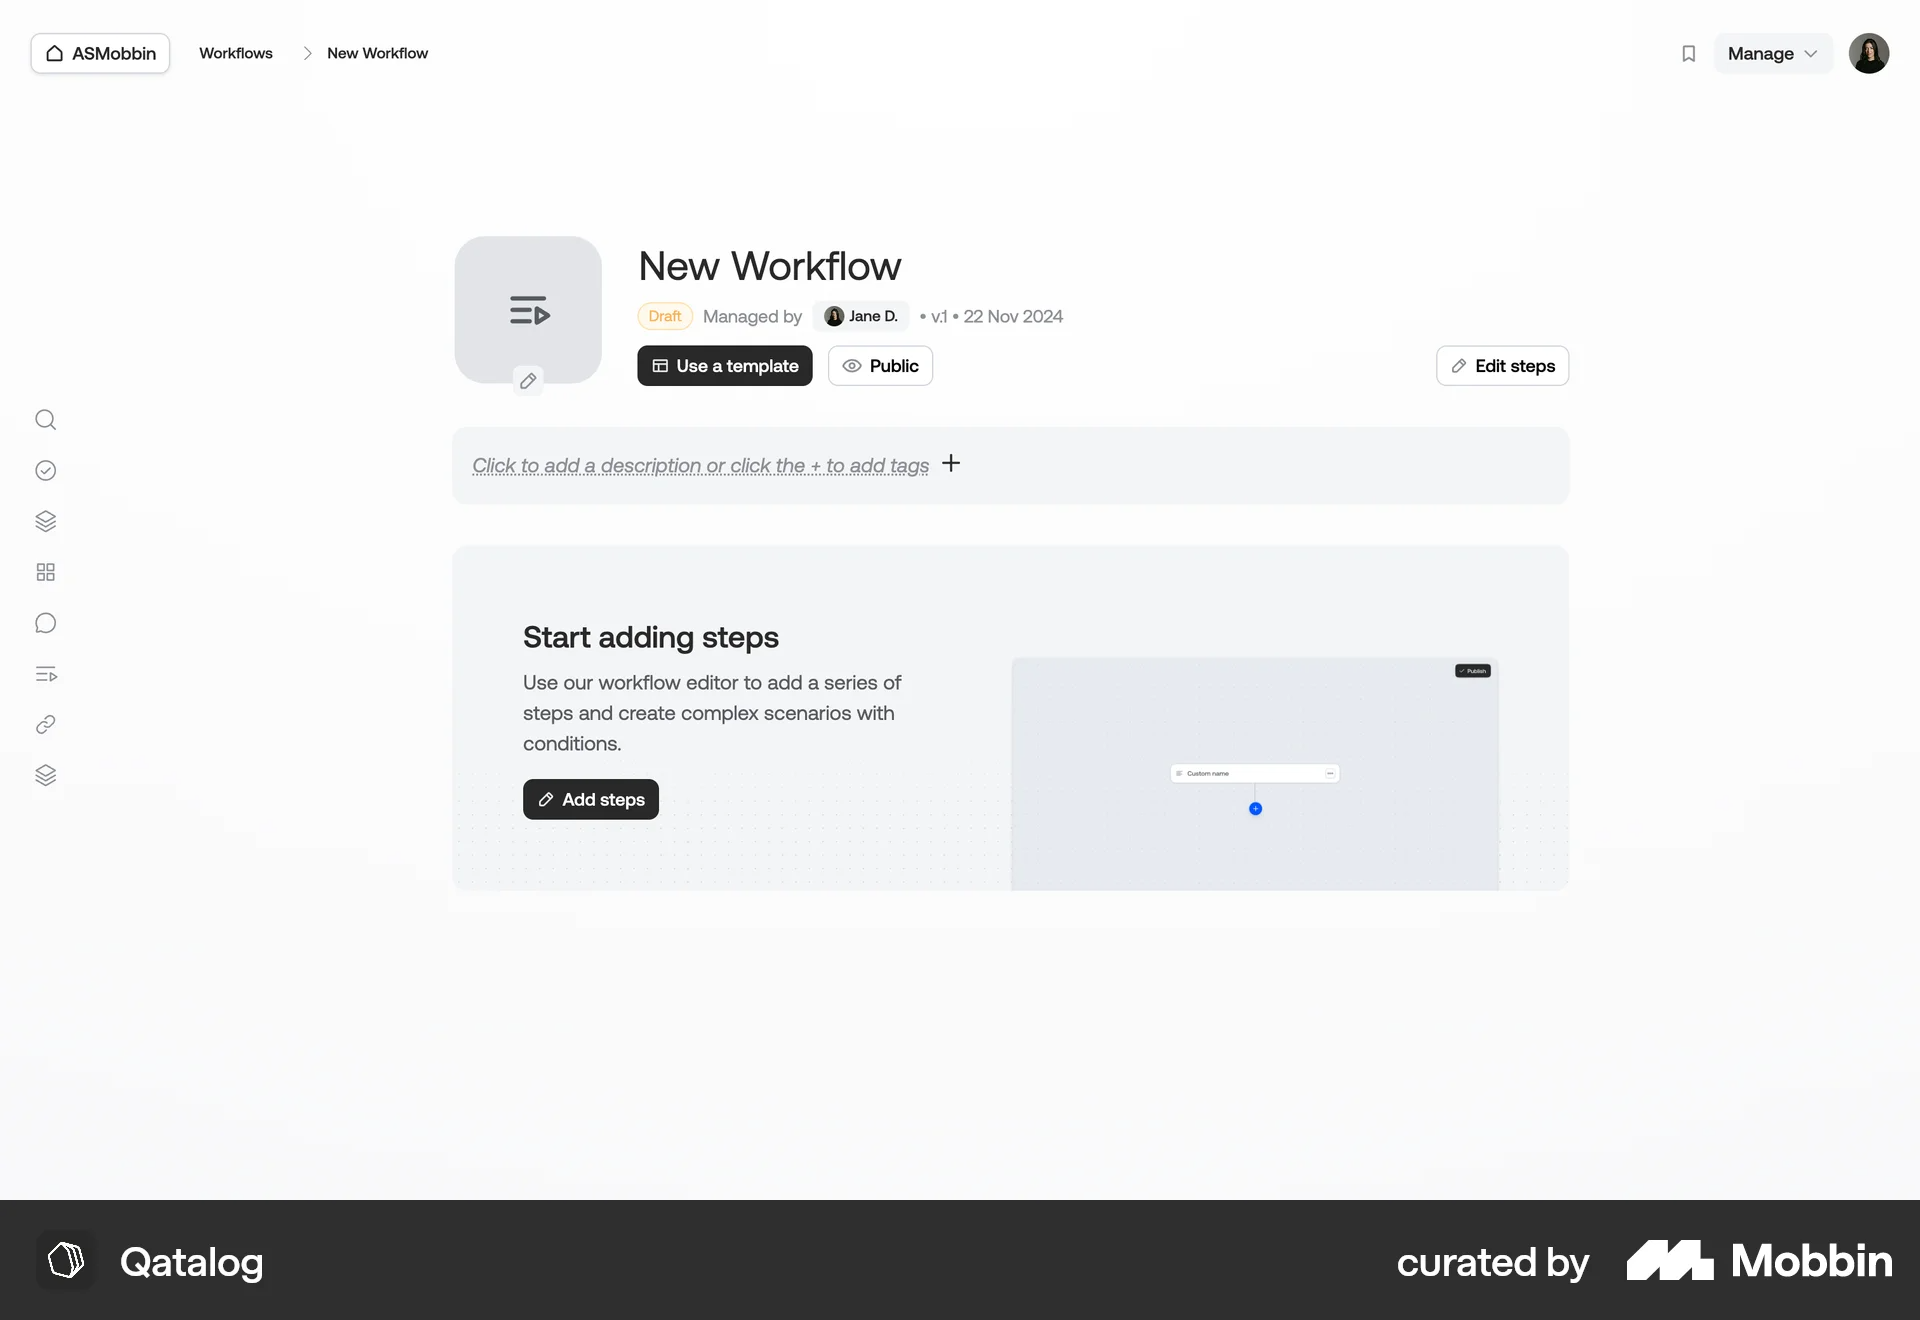 ASMobbin
Workflows
New Workflow
Manage
New Workflow
Draft Managed by Jane D. • v.1 • 22 Nov 2024
Use a template
Public
Edit steps
Click to add a description or click the + to add tags
Start adding steps
Use our workflow editor to add a series of
steps and create complex scenarios with
conditions.
Add steps
Publish
Custom name
Qatalog
curated by Mobbin